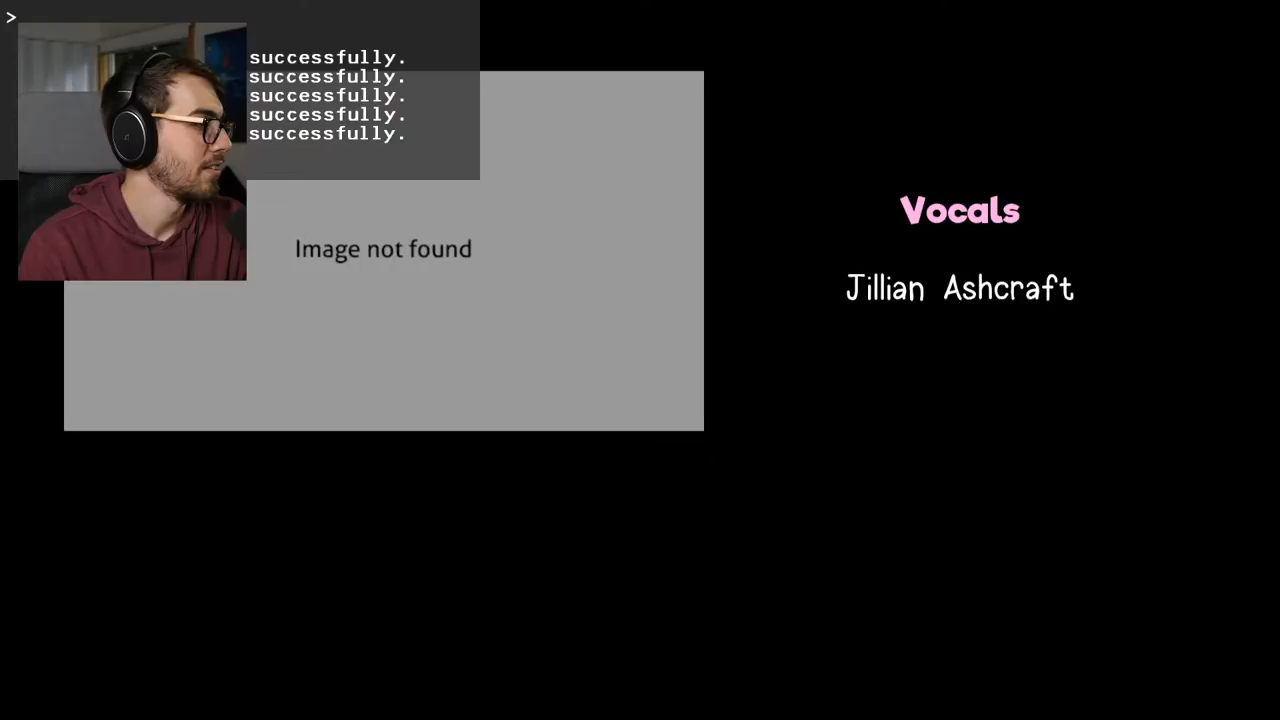 >
successfully.
successfully.
successfully.
successfully.
successfully.
Image not found
Vocals
Jillian Ashcraft